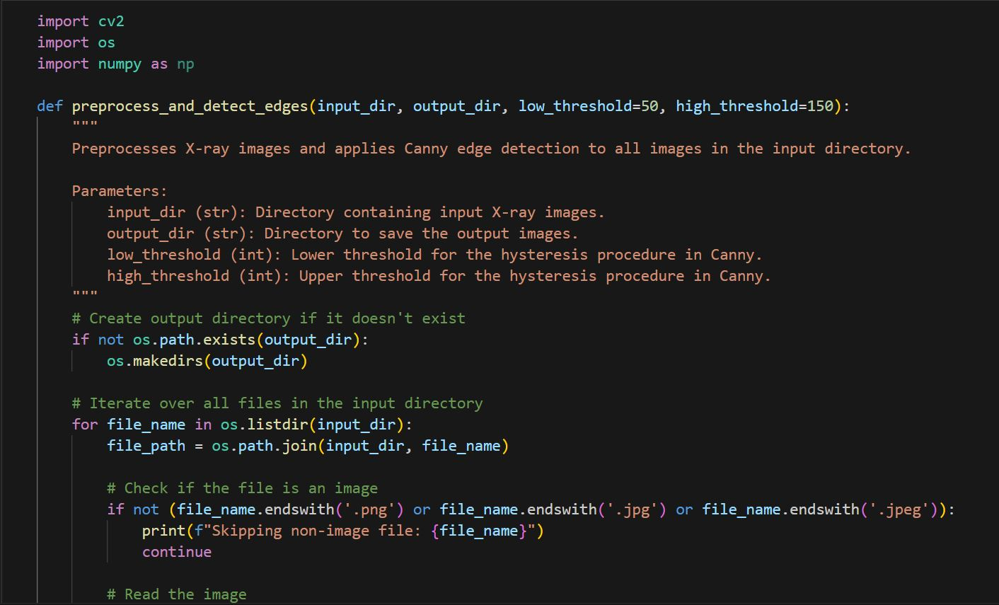 import cv2
import os
import numpy as np

def preprocess_and_detect_edges(input_dir, output_dir, low_threshold=50, high_threshold=150):
    """
    Preprocesses X-ray images and applies Canny edge detection to all images in the input directory.

    Parameters:
        input_dir (str): Directory containing input X-ray images.
        output_dir (str): Directory to save the output images.
        low_threshold (int): Lower threshold for the hysteresis procedure in Canny.
        high_threshold (int): Upper threshold for the hysteresis procedure in Canny.
    """
    # Create output directory if it doesn't exist
    if not os.path.exists(output_dir):
        os.makedirs(output_dir)

    # Iterate over all files in the input directory
    for file_name in os.listdir(input_dir):
        file_path = os.path.join(input_dir, file_name)

        # Check if the file is an image
        if not (file_name.endswith('.png') or file_name.endswith('.jpg') or file_name.endswith('.jpeg')):
            print(f"Skipping non-image file: {file_name}")
            continue

        # Read the image